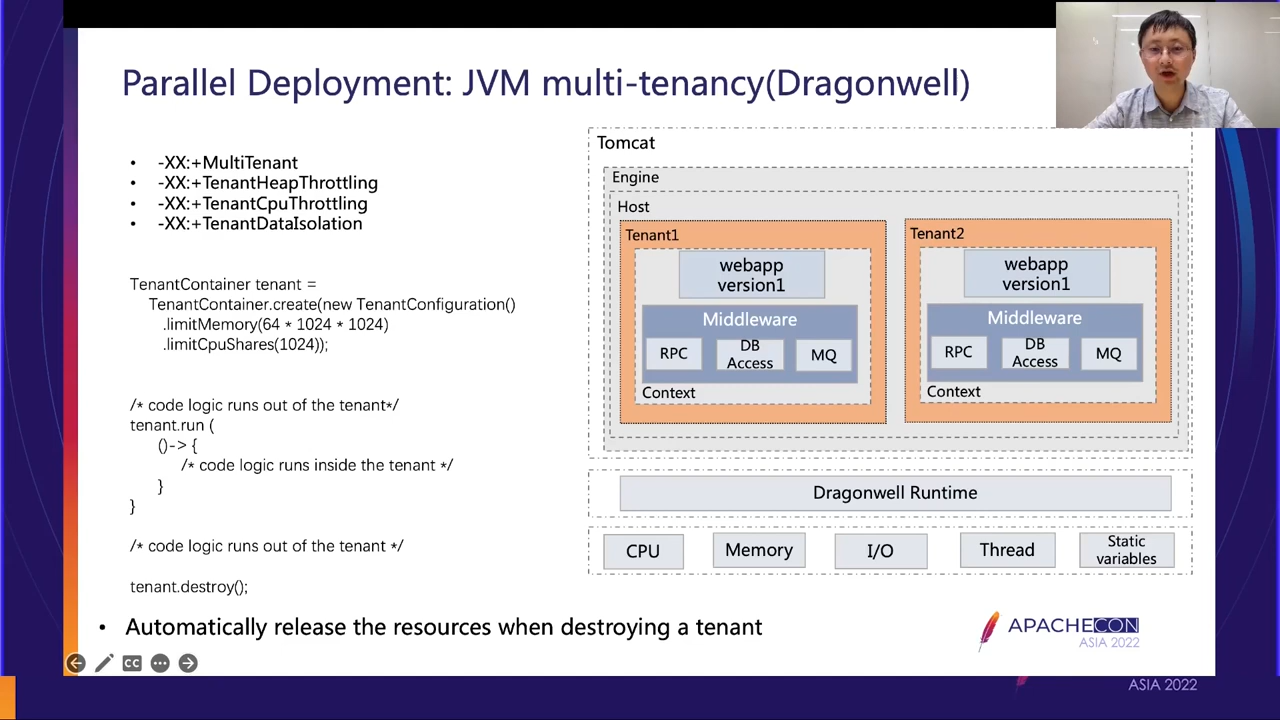 Parallel Deployment: JVM multi-tenancy(Dragonwell)
• -XX:+MultiTenant
• -XX:+TenantHeapThrottling
• -XX:+TenantCpuThrottling
• -XX:+TenantDataIsolation
TenantContainer tenant =
TenantContainer.create(new TenantConfiguration()
.limitMemory(64 * 1024 * 1024)
.limitCpuShares(1024));
/* code logic runs out of the tenant*/
tenant.run (
()-> {
/* code logic runs inside the tenant */
}
}
/* code logic runs out of the tenant */
tenant.destroy();
• Automatically release the resources when destroying a tenant
Tomcat
Engine
Host
Tenant1
webapp
version1
Middleware
RPC
DB
Access
MQ
Context
Tenant2
webapp
version1
Middleware
RPC
DB
Access
MQ
Context
Dragonwell Runtime
CPU
Memory
I/O
Thread
Static
variables
APACHECON
ASIA 2022
CC
ASIA 2022